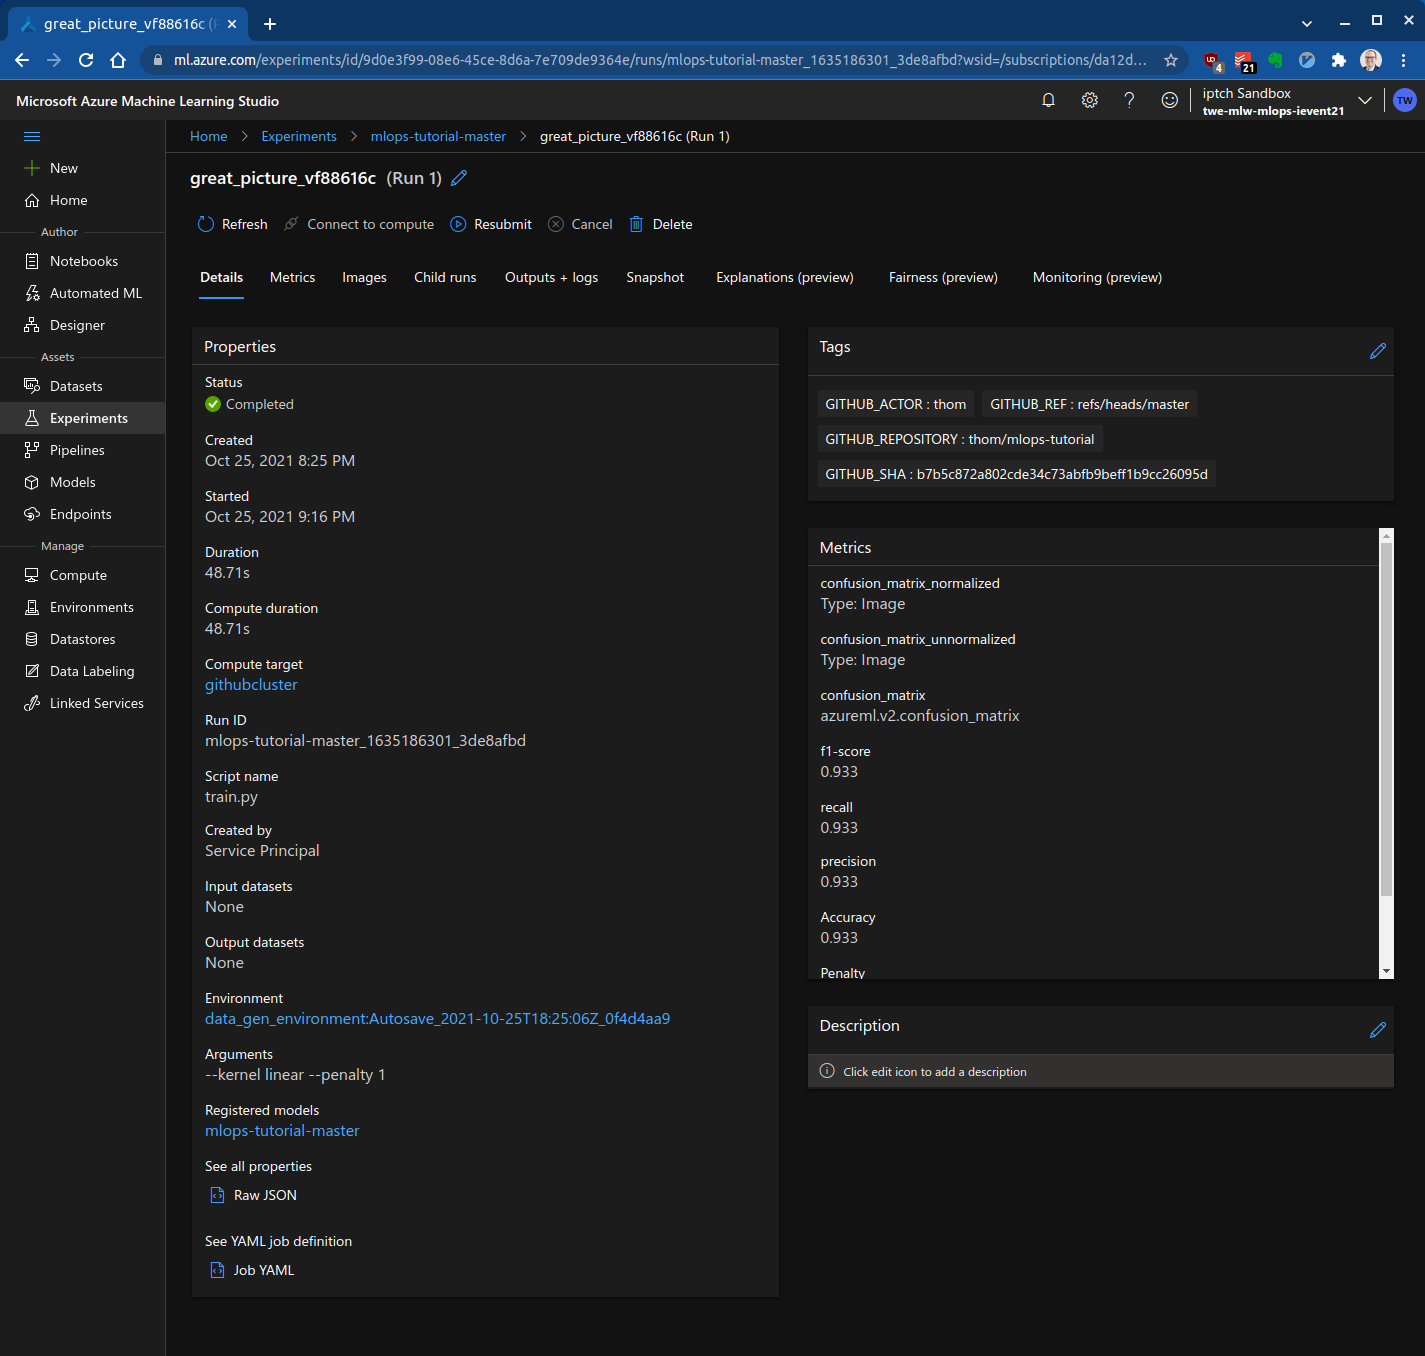 great_picture_vf88616c (R
ml.azure.com/experiments/id/9d0e3f99-08e6-45ce-8d6a-7e709de9364e/runs/mlops-tutorial-master_1635186301_3de8afbd?wsid=/subscriptions/da12d...
4
21
Microsoft Azure Machine Learning Studio
iptch Sandbox
twe-mlw-mlops-ievent21
TW
Home > Experiments > mlops-tutorial-master > great_picture_vf88616c (Run 1)
New
Home
Author
Notebooks
Automated ML
Designer
Assets
Datasets
Experiments
Pipelines
Models
Endpoints
Manage
Compute
Environments
Datastores
Data Labeling
Linked Services
great_picture_vf88616c (Run 1)
Refresh Connect to compute Resubmit Cancel Delete
Details Metrics Images Child runs Outputs + logs Snapshot Explanations (preview) Fairness (preview) Monitoring (preview)
Properties
Status
Completed
Created
Oct 25, 2021 8:25 PM
Started
Oct 25, 2021 9:16 PM
Duration
48.71s
Compute duration
48.71s
Compute target
githubcluster
Run ID
mlops-tutorial-master_1635186301_3de8afbd
Script name
train.py
Created by
Service Principal
Input datasets
None
Output datasets
None
Environment
data_gen_environment:Autosave_2021-10-25T18:25:06Z_0f4d4aa9
Arguments
--kernel linear --penalty 1
Registered models
mlops-tutorial-master
See all properties
Raw JSON
See YAML job definition
Job YAML
Tags
GITHUB_ACTOR : thom GITHUB_REF : refs/heads/master
GITHUB_REPOSITORY : thom/mlops-tutorial
GITHUB_SHA : b7b5c872a802cde34c73abfb9beff1b9cc26095d
Metrics
confusion_matrix_normalized
Type: Image
confusion_matrix_unnormalized
Type: Image
confusion_matrix
azureml.v2.confusion_matrix
f1-score
0.933
recall
0.933
precision
0.933
Accuracy
0.933
Penalty
Description
Click edit icon to add a description